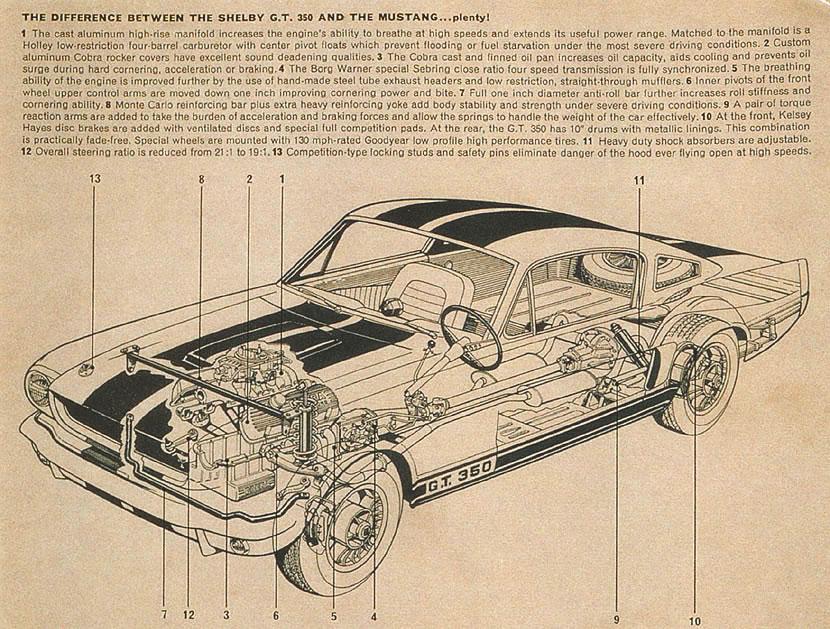 THE DIFFERENCE BETWEEN THE SHELBY G.T. 350 AND THE MUSTANG...plenty!
1 The cast aluminum high-rise manifold increases the engine's ability to breathe at high speeds and extends its useful power range. Matched to the manifold is a
Holley low-restriction four-barrel carburetor with center pivot floats which prevent flooding or fuel starvation under the most severe driving conditions. 2 Custom
aluminum Cobra rocker covers have excellent sound deadening qualities. 3 The Cobra cast and finned oil pan increases oil capacity, aids cooling and prevents oil
surge during hard cornering, acceleration or braking. 4 The Borg Warner special Sebring close ratio four speed transmission is fully synchronized. 5 The breathing
ability of the engine is improved further by the use of hand-made steel tube exhaust headers and low restriction, straight-through mufflers. 6 Inner pivots of the front
wheel upper control arms are moved down one inch improving cornering power and bite. 7 Full one inch diameter anti-roll bar further increases roll stiffness and
cornering ability. 8 Monte Carlo reinforcing bar plus extra heavy reinforcing yoke add body stability and strength under severe driving conditions. 9 A pair of torque
reaction arms are added to take the burden of acceleration and braking forces and allow the springs to handle the weight of the car effectively. 10 At the front, Kelsey
Hayes disc brakes are added with ventilated discs and special full competition pads. At the rear, the G.T. 350 has 10" drums with metallic linings. This combination
is practically fade-free. Special wheels are mounted with 130 mph-rated Goodyear low profile high performance tires. 11 Heavy duty shock absorbers are adjustable.
12 Overall steering ratio is reduced from 21:1 to 19:1. 13 Competition-type locking studs and safety pins eliminate danger of the hood ever flying open at high speeds.
13 8 2 1 11
G.T. 350
7 12 3 6 5 4 9 10